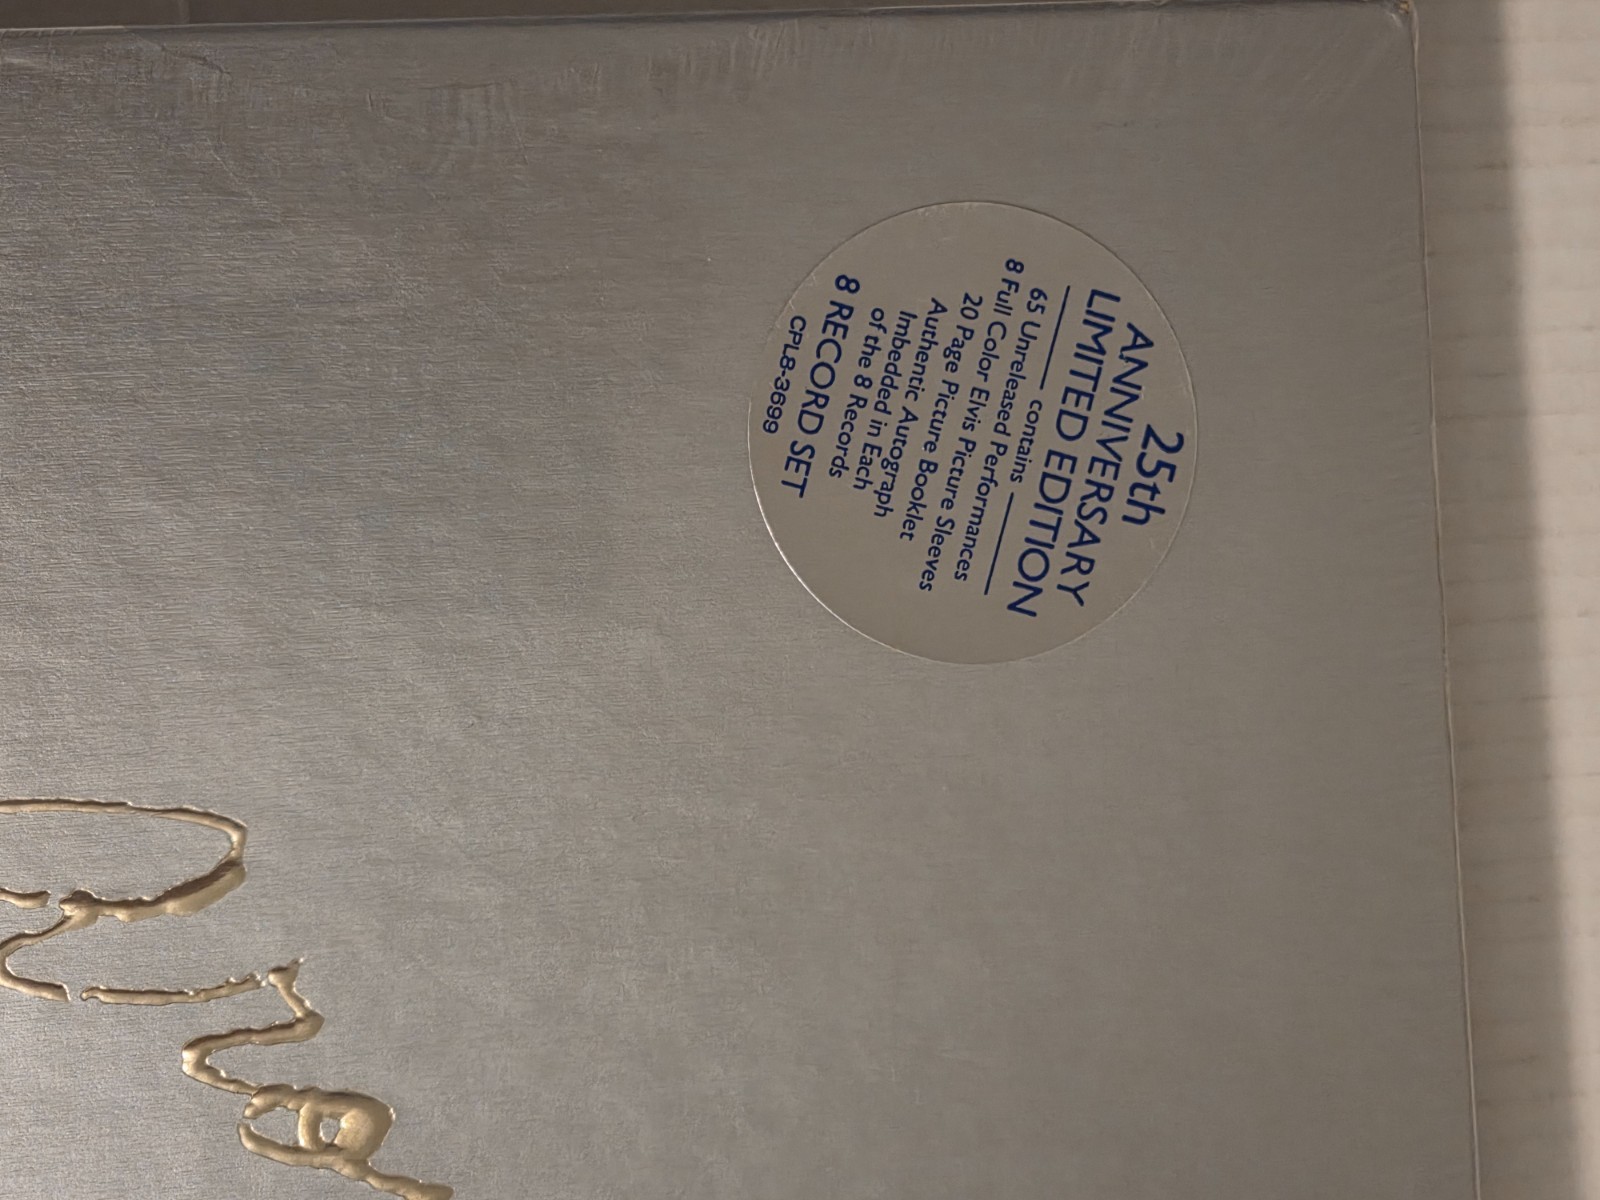 25th
ANNIVERSARY
LIMITED EDITION
contains
65 Unreleased Performances
8 Full Color Elvis Picture Sleeves
20 Page Picture Booklet
Authentic Autograph
Imbedded in Each
of the 8 Records
8 RECORD SET
CPL8-3699